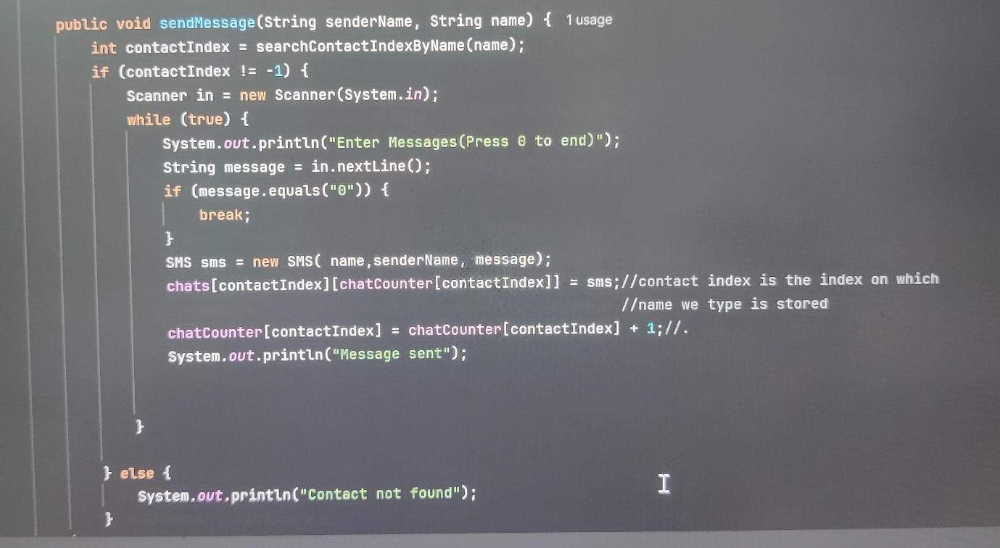 public void sendMessage(String senderName, String name) { 1 usage
int contactIndex = searchContactIndexByName(name);
if (contactIndex != -1) {
Scanner in = new Scanner(System.in);
while (true) {
System.out.println("Enter Messages(Press 0 to end)");
String message = in.nextLine();
if (message.equals("0")) {
break;
}
SMS sms = new SMS( name,senderName, message);
chats[contactIndex][chatCounter[contactIndex]] = sms;//contact index is the index on which
//name we type is stored
chatCounter[contactIndex] = chatCounter[contactIndex] + 1;//.
System.out.println("Message sent");
}
} else {
System.out.println("Contact not found");
}